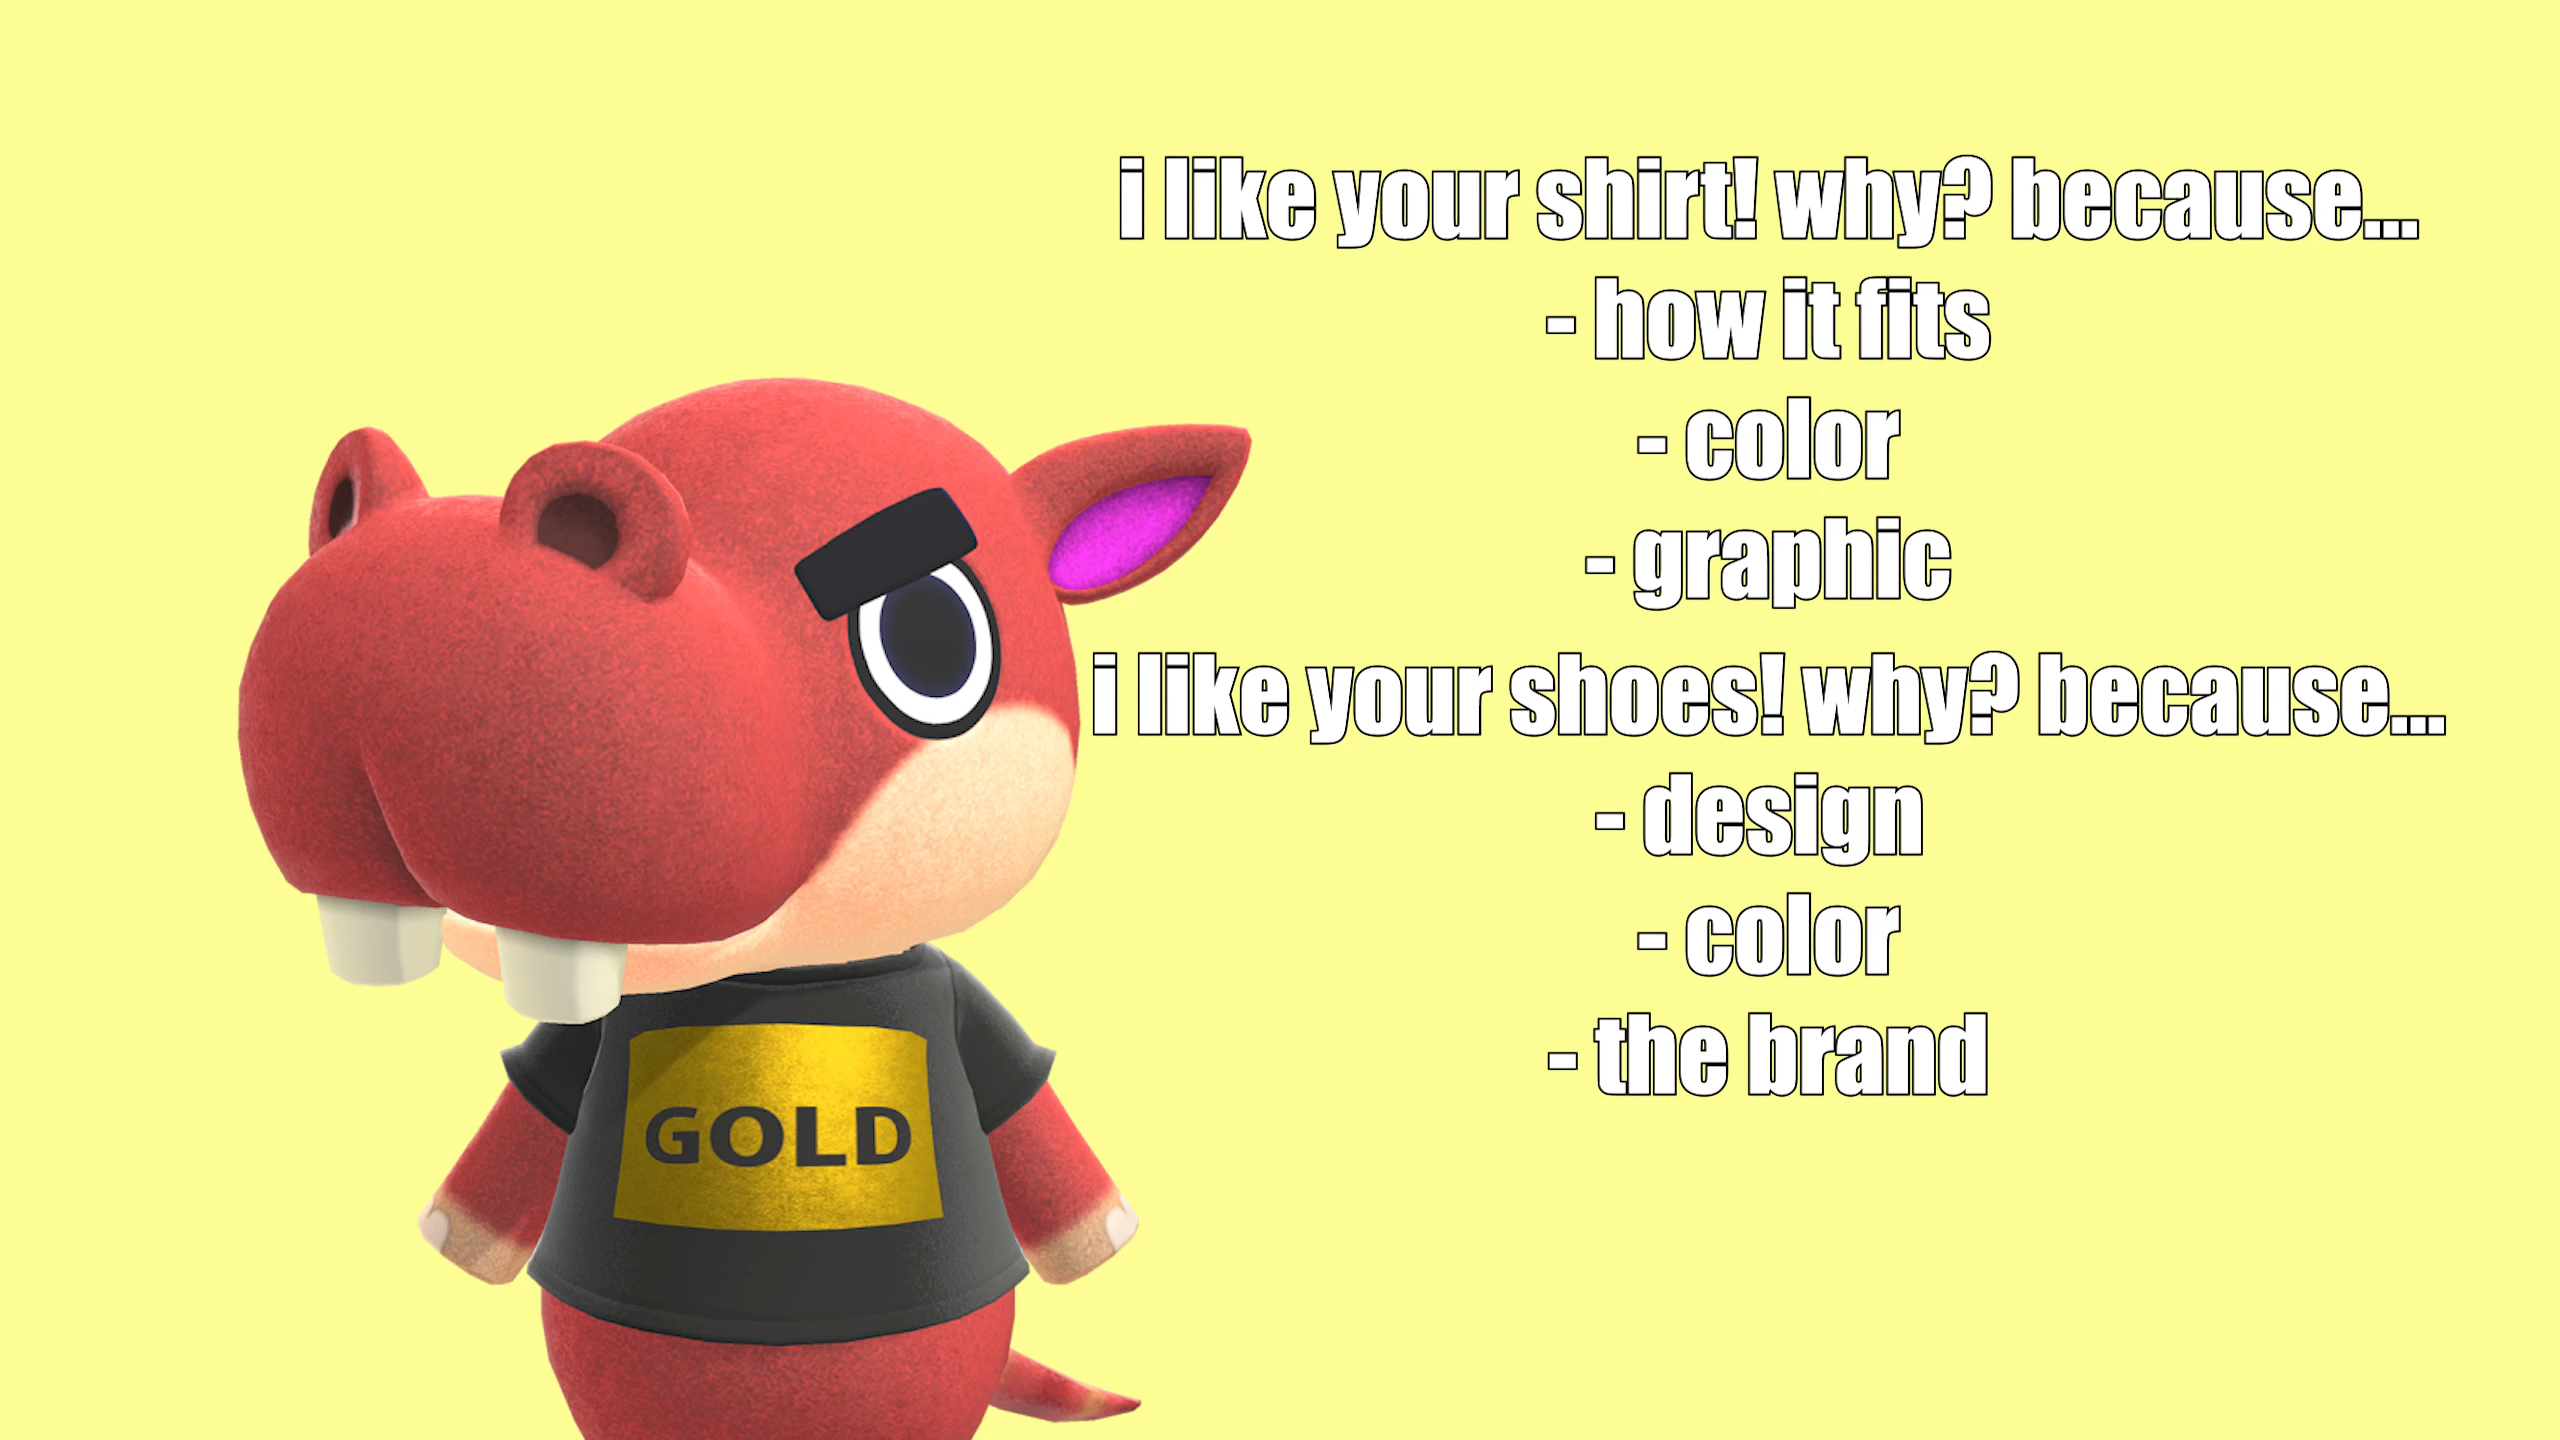 i like your shirt! why? because...
- how it fits
- color
- graphic
i like your shoes! why? because...
- design
- color
- the brand
GOLD